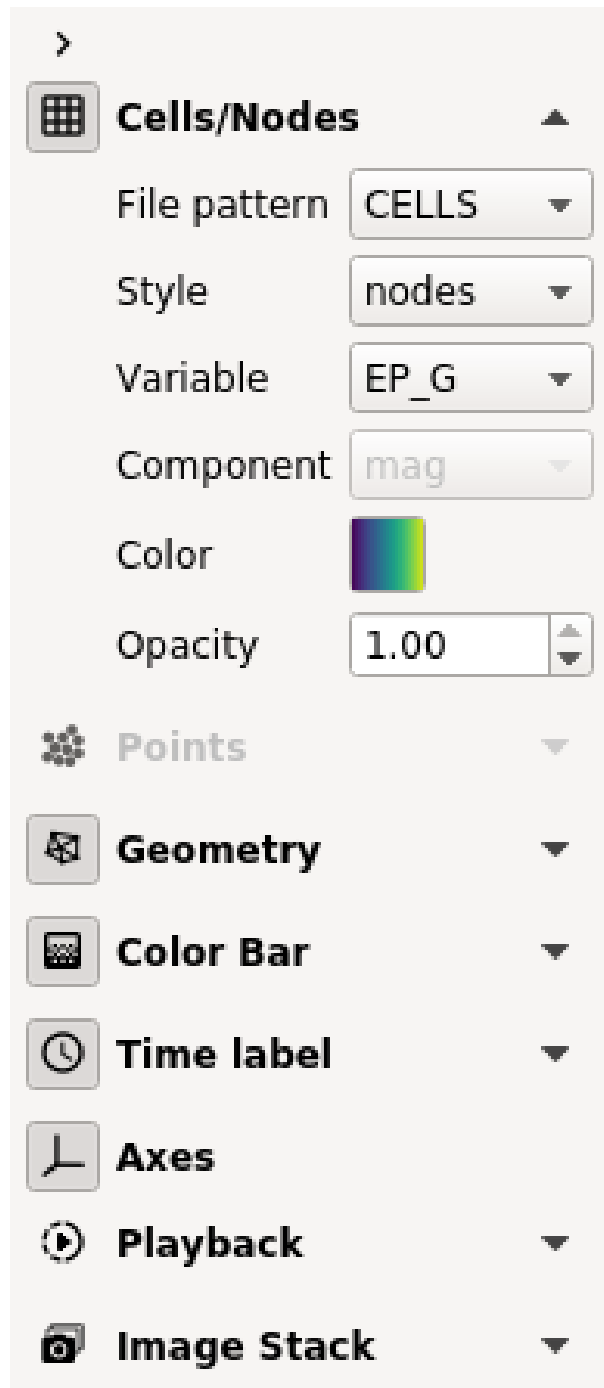 Cells/Nodes
File pattern CELLS
Style nodes
Variable EP_G
Component mag
Color
Opacity 1.00
Points
Geometry
Color Bar
Time label
Axes
Playback
Image Stack